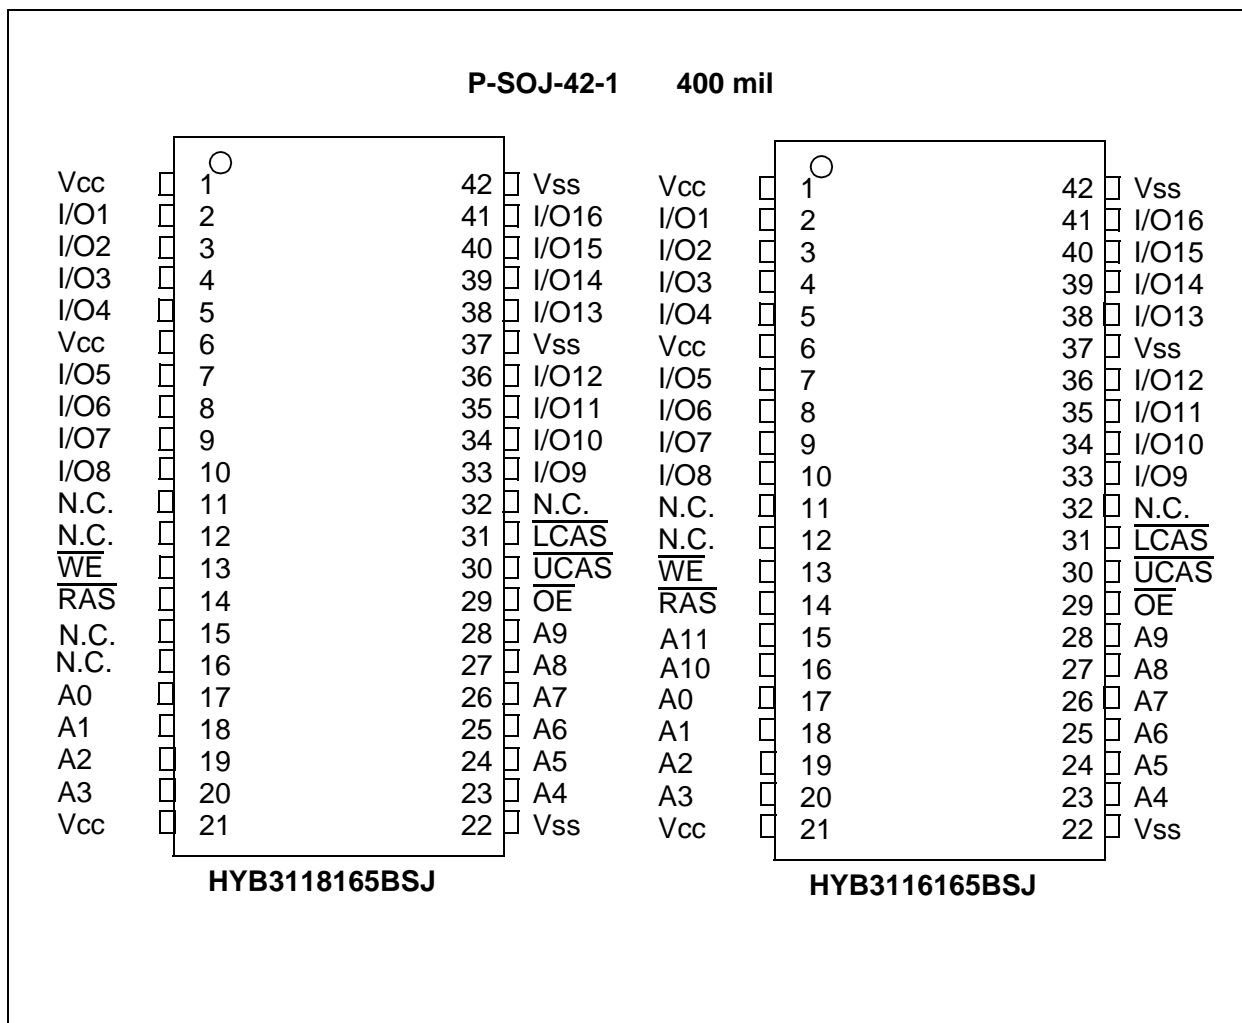 P-SOJ-42-1 400 mil
Vcc 1 42 Vss
I/O1 2 41 I/O16
I/O2 3 40 I/O15
I/O3 4 39 I/O14
I/O4 5 38 I/O13
Vcc 6 37 Vss
I/O5 7 36 I/O12
I/O6 8 35 I/O11
I/O7 9 34 I/O10
I/O8 10 33 I/O9
N.C. 11 32 N.C.
N.C. 12 31 LCAS
WE 13 30 UCAS
RAS 14 29 OE
N.C. 15 28 A9
N.C. 16 27 A8
A0 17 26 A7
A1 18 25 A6
A2 19 24 A5
A3 20 23 A4
Vcc 21 22 Vss
HYB3118165BSJ
Vcc 1 42 Vss
I/O1 2 41 I/O16
I/O2 3 40 I/O15
I/O3 4 39 I/O14
I/O4 5 38 I/O13
Vcc 6 37 Vss
I/O5 7 36 I/O12
I/O6 8 35 I/O11
I/O7 9 34 I/O10
I/O8 10 33 I/O9
N.C. 11 32 N.C.
N.C. 12 31 LCAS
WE 13 30 UCAS
RAS 14 29 OE
A11 15 28 A9
A10 16 27 A8
A0 17 26 A7
A1 18 25 A6
A2 19 24 A5
A3 20 23 A4
Vcc 21 22 Vss
HYB3116165BSJ